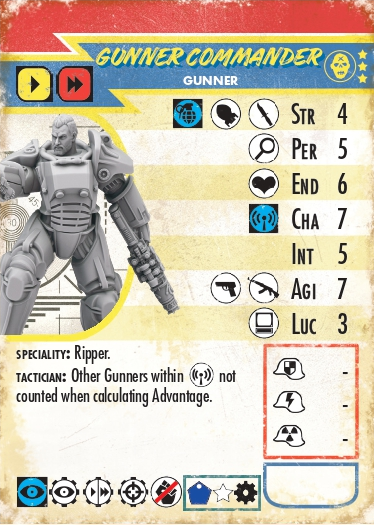 GUNNER COMMANDER
GUNNER
STR 4
PER 5
END 6
CHA 7
INT 5
AGI 7
LUC 3
SPECIALITY: Ripper.
TACTICIAN: Other Gunners within not
counted when calculating Advantage.
-
-
-